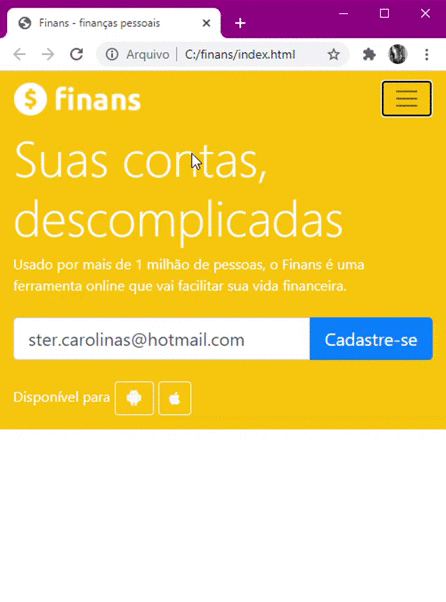 Finans - finanças pessoais
Arquivo | C:/finans/index.html
$ finans
Suas contas,
descomplicadas
Usado por mais de 1 milhão de pessoas, o Finans é uma
ferramenta online que vai facilitar sua vida financeira.
ster.carolinas@hotmail.com Cadastre-se
Disponível para